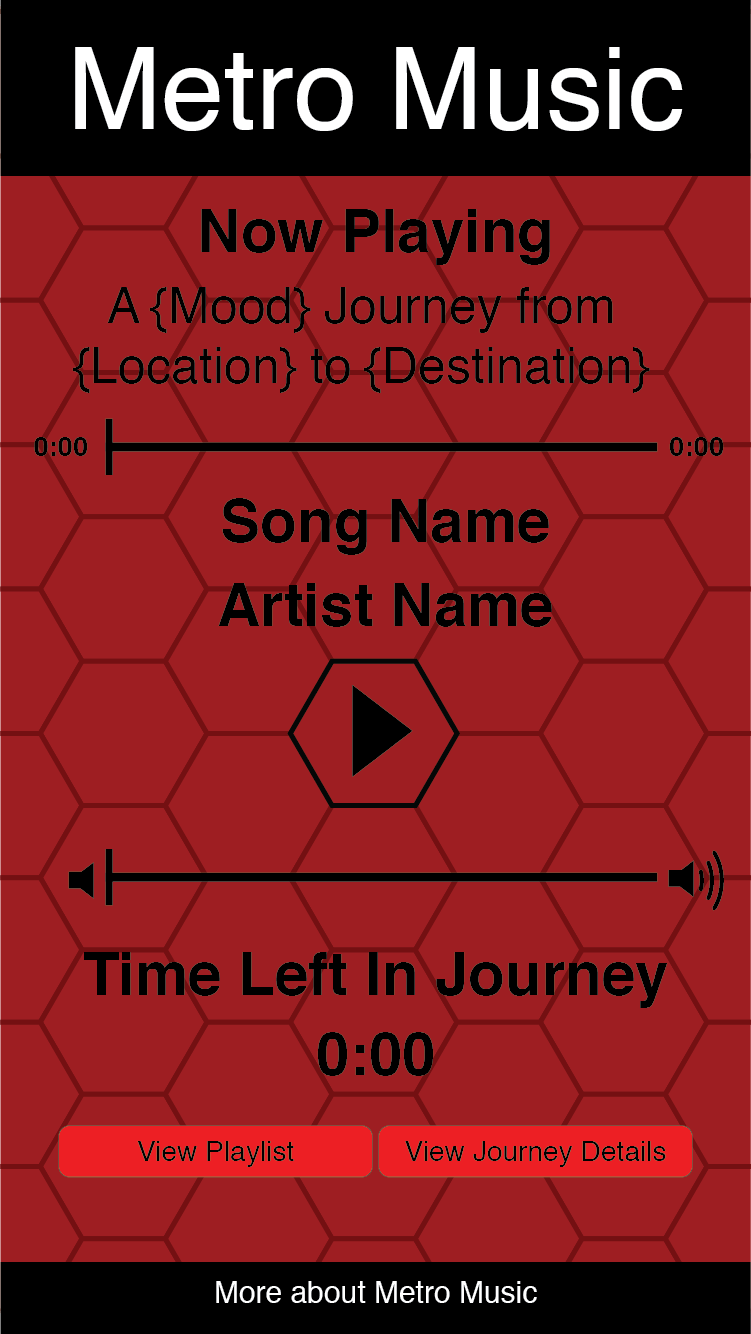 Metro Music
Now Playing
A {Mood} Journey from
{Location} to {Destination}
0:00 0:00
Song Name
Artist Name
Time Left In Journey
0:00
View Playlist View Journey Details
More about Metro Music